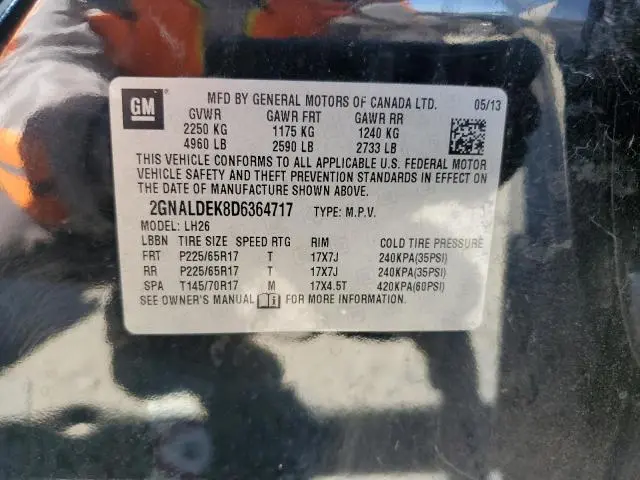 GM
MFD BY GENERAL MOTORS OF CANADA LTD. 05/13
GVWR GAWR FRT GAWR RR
2250 KG 1175 KG 1240 KG
4960 LB 2590 LB 2733 LB
THIS VEHICLE CONFORMS TO ALL APPLICABLE U.S. FEDERAL MOTOR
VEHICLE SAFETY AND THEFT PREVENTION STANDARDS IN EFFECT ON
THE DATE OF MANUFACTURE SHOWN ABOVE.
2GNALDEK8D6364717 TYPE: M.P.V.
MODEL: LH26
LBBN TIRE SIZE SPEED RTG RIM COLD TIRE PRESSURE
FRT P225/65R17 T 17X7J 240KPA(35PSI)
RR P225/65R17 T 17X7J 240KPA(35PSI)
SPA T145/70R17 M 17X4.5T 420KPA(60PSI)
SEE OWNER'S MANUAL FOR MORE INFORMATION.